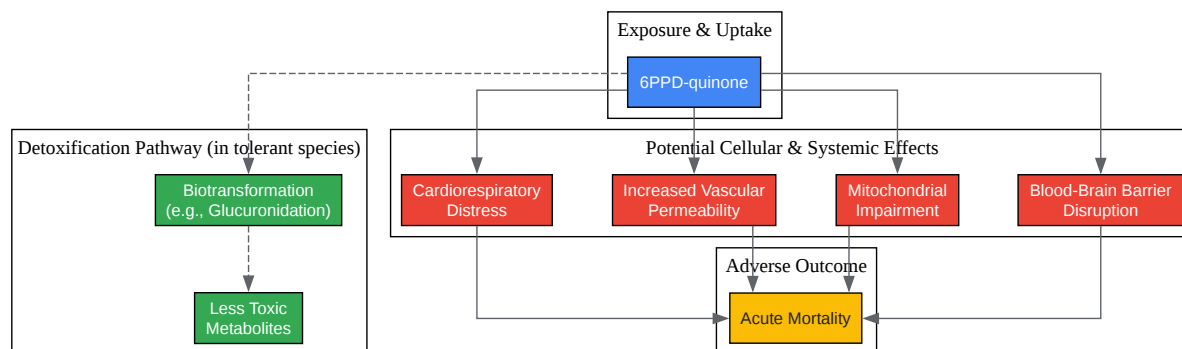 Exposure & Uptake
6PPD-quinone
Detoxification Pathway (in tolerant species)
Potential Cellular & Systemic Effects
Biotransformation
(e.g., Glucuronidation)
Cardiorespiratory
Distress
Increased Vascular
Permeability
Mitochondrial
Impairment
Blood-Brain Barrier
Disruption
Adverse Outcome
Less Toxic
Metabolites
Acute Mortality